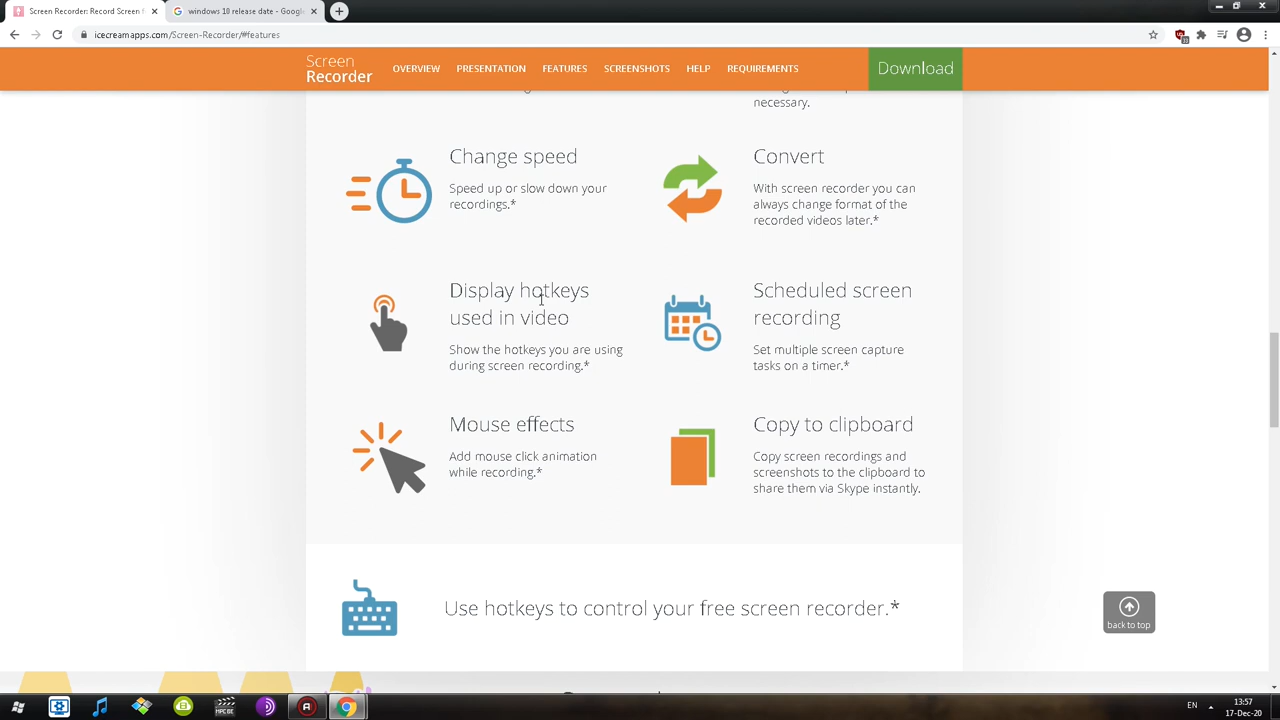 Screen Recorder: Record Screen f
windows 10 release date - Google
icecreamapps.com/Screen-Recorder/#features
Screen
Recorder
OVERVIEW
PRESENTATION
FEATURES
SCREENSHOTS
HELP
REQUIREMENTS
Download
necessary.
Change speed
Speed up or slow down your
recordings.*
Convert
With screen recorder you can
always change format of the
recorded videos later.*
Display hotkeys
used in video
Show the hotkeys you are using
during screen recording.*
Scheduled screen
recording
Set multiple screen capture
tasks on a timer.*
Mouse effects
Add mouse click animation
while recording.*
Copy to clipboard
Copy screen recordings and
screenshots to the clipboard to
share them via Skype instantly.
Use hotkeys to control your free screen recorder.*
back to top
EN
13:57
17-Dec-20